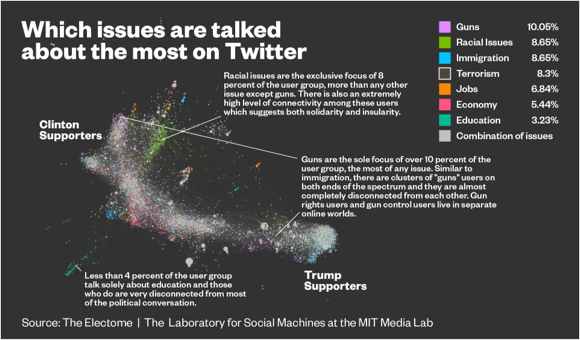 Which issues are talked
about the most on Twitter
Guns 10.05%
Racial Issues 8.65%
Immigration 8.65%
Terrorism 8.3%
Jobs 6.84%
Economy 5.44%
Education 3.23%
Combination of issues
Racial issues are the exclusive focus of 8
percent of the user group, more than any other
issue except guns. There is also an extremely
high level of connectivity among these users
which suggests both solidarity and insularity.
Clinton
Supporters
Guns are the sole focus of over 10 percent of the
user group, the most of any issue. Similar to
immigration, there are clusters of "guns" users on
both ends of the spectrum and they are almost
completely disconnected from each other. Gun
rights users and gun control users live in separate
online worlds.
Trump
Supporters
Less than 4 percent of the user group
talk solely about education and those
who do are very disconnected from most
of the political conversation.
Source: The Electome | The Laboratory for Social Machines at the MIT Media Lab